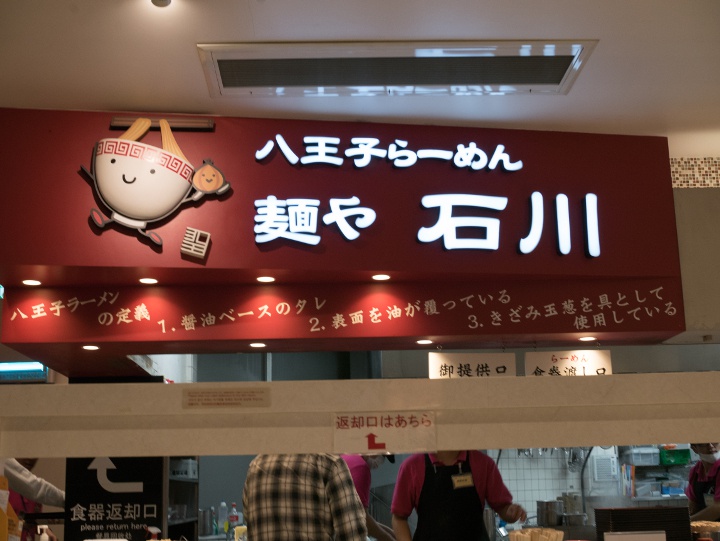 八王子らーめん
麺や 石川
八王子ラーメン
の定義
1. 醤油ベースのタレ
2. 表面を油が覆っている
3. きざみ玉葱を具として
使用している
御提供口
らーめん
返却口はあちら
食器返却口
please return here